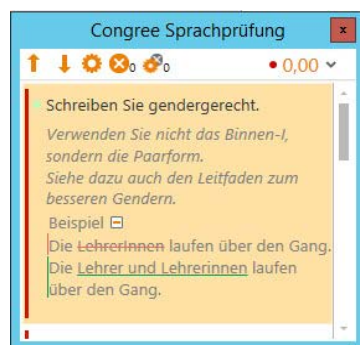 Congree Sprachprüfung
x
0
0
0,00
Schreiben Sie gendergerecht.
Verwenden Sie nicht das Binnen-I,
sondern die Paarform.
Siehe dazu auch den Leitfaden zum
besseren Gendern.
Beispiel
Die LehrerInnen laufen über den Gang.
Die Lehrer und Lehrerinnen laufen
über den Gang.